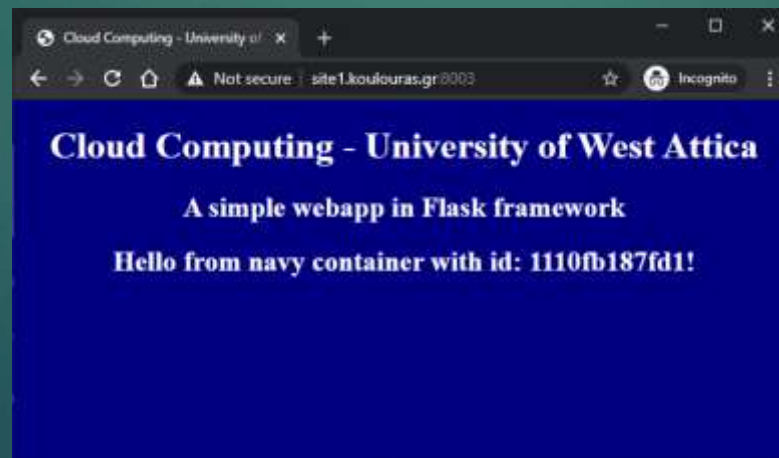 Cloud Computing - University of
Not secure site1.koulouras.gr:8003 Incognito
Cloud Computing - University of West Attica
A simple webapp in Flask framework
Hello from navy container with id: 1110fb187fd1!